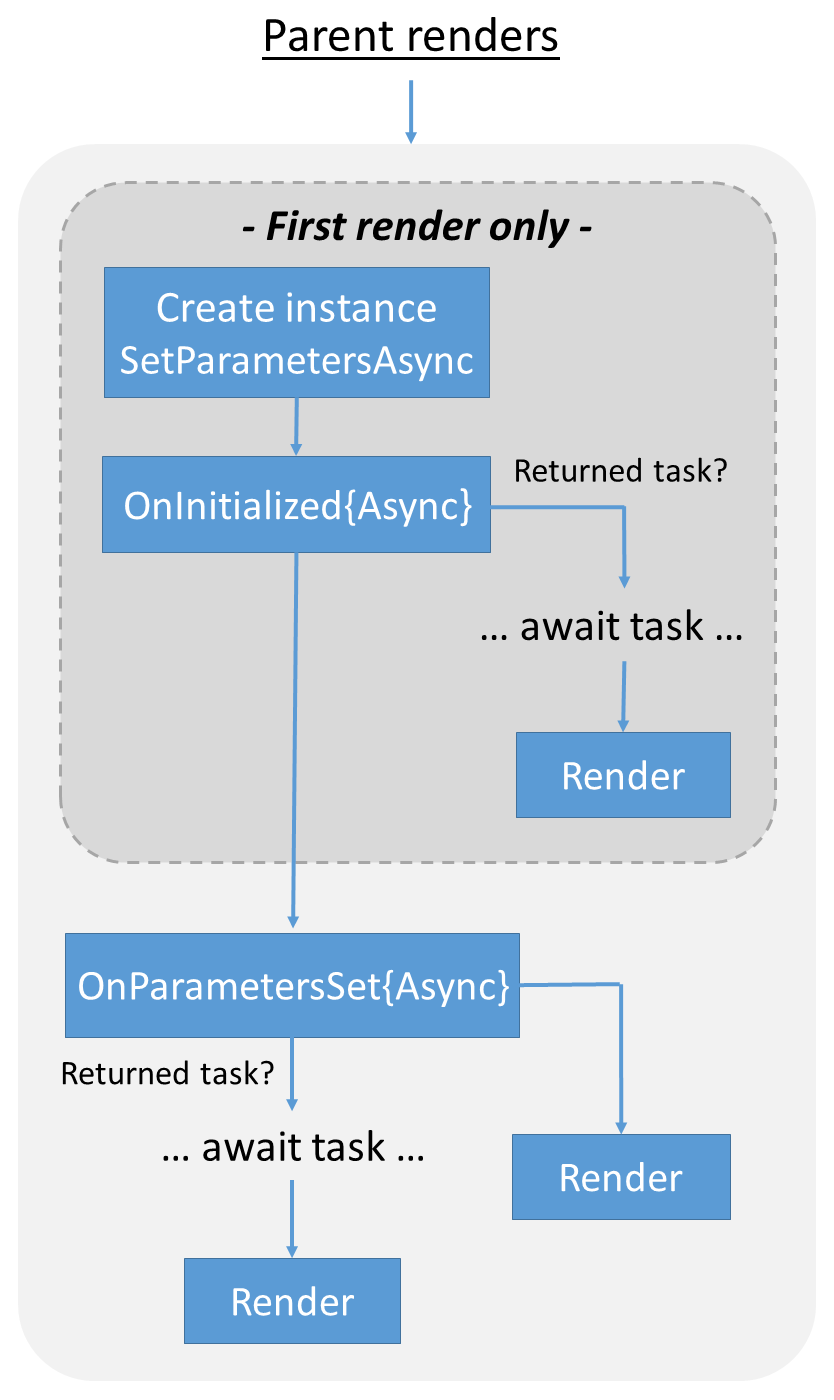 Parent renders
- First render only -
Create instance
SetParametersAsync
OnInitialized{Async}
Returned task?
... await task ...
Render
OnParametersSet{Async}
Returned task?
... await task ...
Render
Render